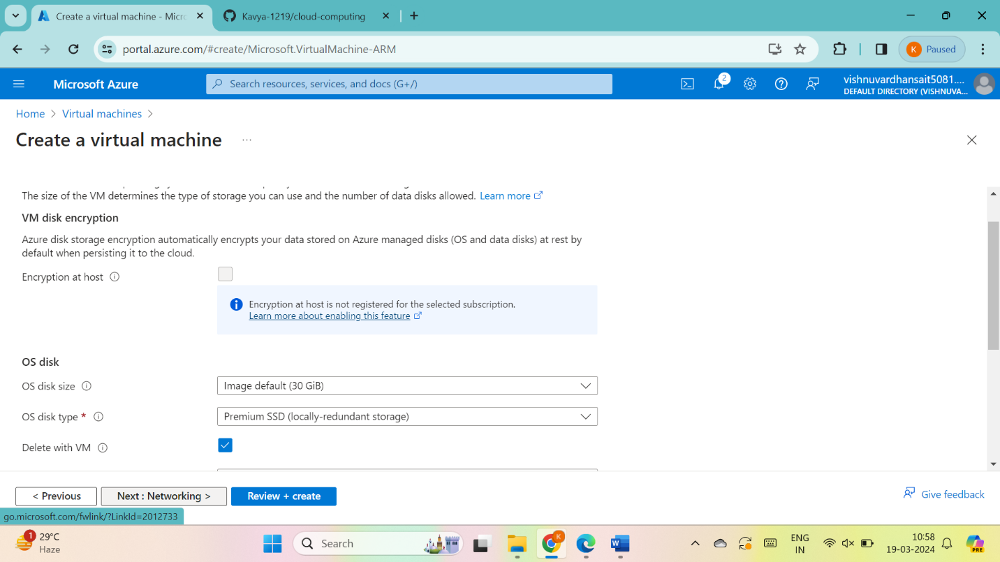 Create a virtual machine - Micro
Kavya-1219/cloud-computing
portal.azure.com/#create/Microsoft.VirtualMachine-ARM
K Paused
Microsoft Azure
Search resources, services, and docs (G+/)
2
vishnuvardhansait5081....
DEFAULT DIRECTORY (VISHNUVA...
Home > Virtual machines >
Create a virtual machine ...
The size of the VM determines the type of storage you can use and the number of data disks allowed. Learn more
VM disk encryption
Azure disk storage encryption automatically encrypts your data stored on Azure managed disks (OS and data disks) at rest by
default when persisting it to the cloud.
Encryption at host
Encryption at host is not registered for the selected subscription.
Learn more about enabling this feature
OS disk
OS disk size
Image default (30 GiB)
OS disk type *
Premium SSD (locally-redundant storage)
Delete with VM
< Previous
Next : Networking >
Review + create
Give feedback
go.microsoft.com/fwlink/?LinkId=2012733
1
29°C
Haze
Search
K
W
ENG
IN
10:58
19-03-2024
PRE